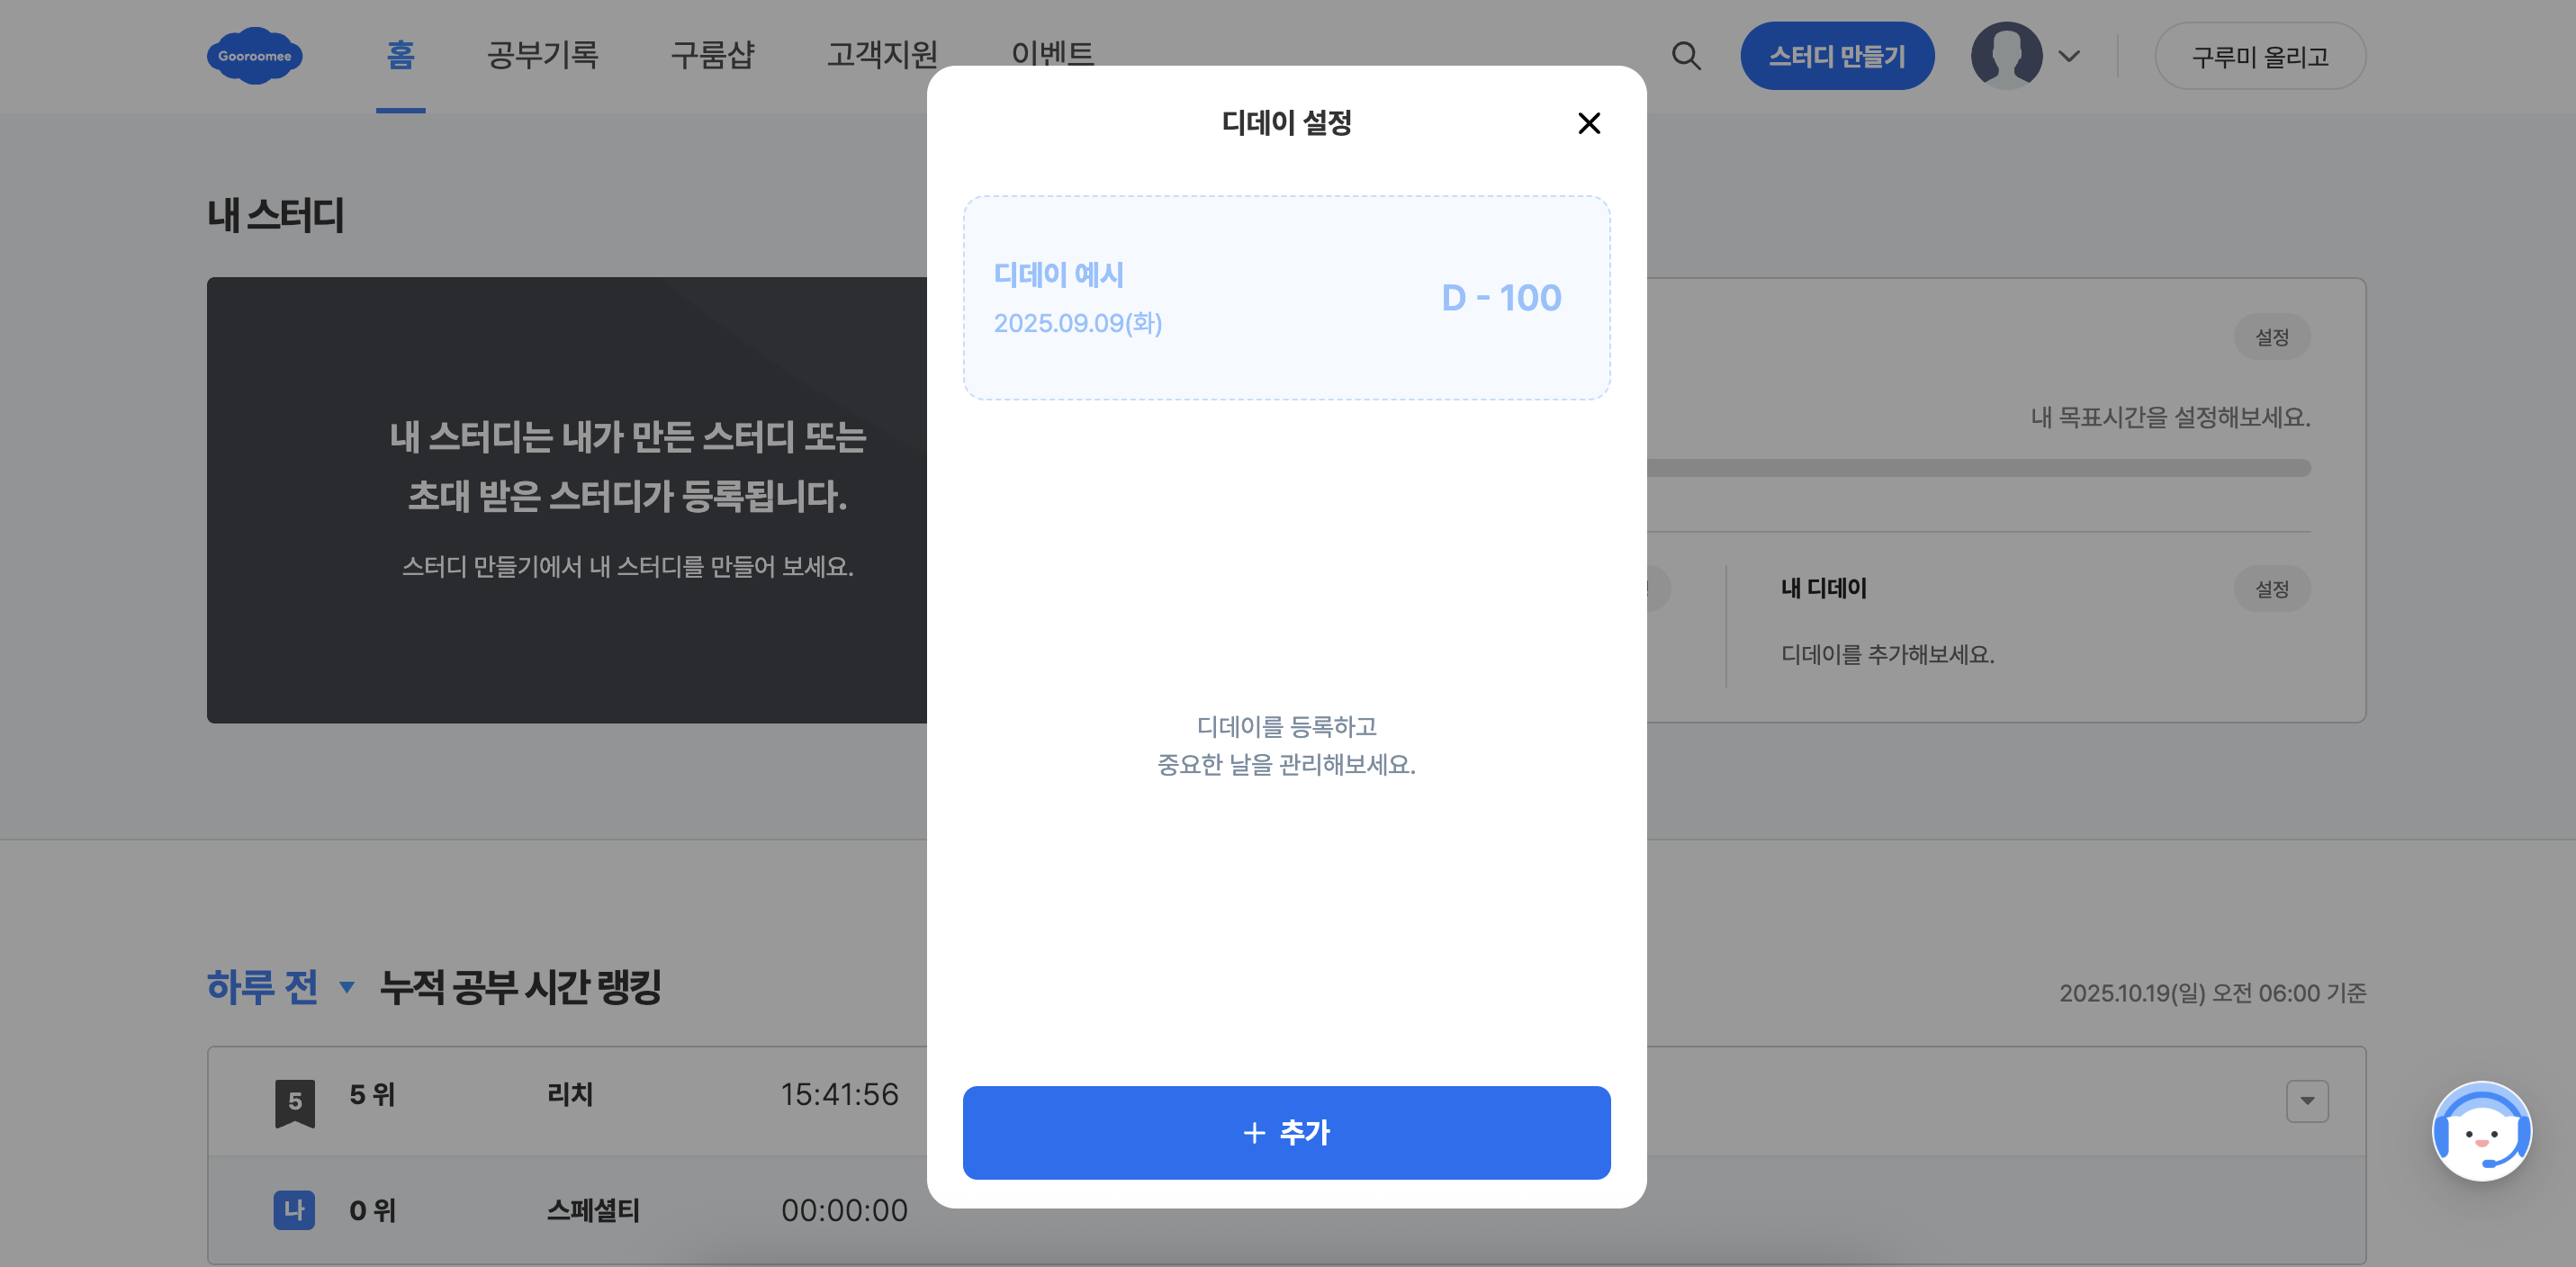 Gooroomee
홈
공부기록
구룸샵
고객지원
이벤트
스터디 만들기
구루미 올리고
디데이 설정
디데이 예시
2025.09.09(화)
D - 100
디데이를 등록하고
중요한 날을 관리해보세요.
+ 추가
내 스터디
내 스터디는 내가 만든 스터디 또는
초대 받은 스터디가 등록됩니다.
스터디 만들기에서 내 스터디를 만들어 보세요.
설정
내 목표시간을 설정해보세요.
내 디데이
설정
디데이를 추가해보세요.
하루 전 ▼ 누적 공부 시간 랭킹
2025.10.19(일) 오전 06:00 기준
5 5 위 리치 15:41:56
나 0 위 스페셜티 00:00:00